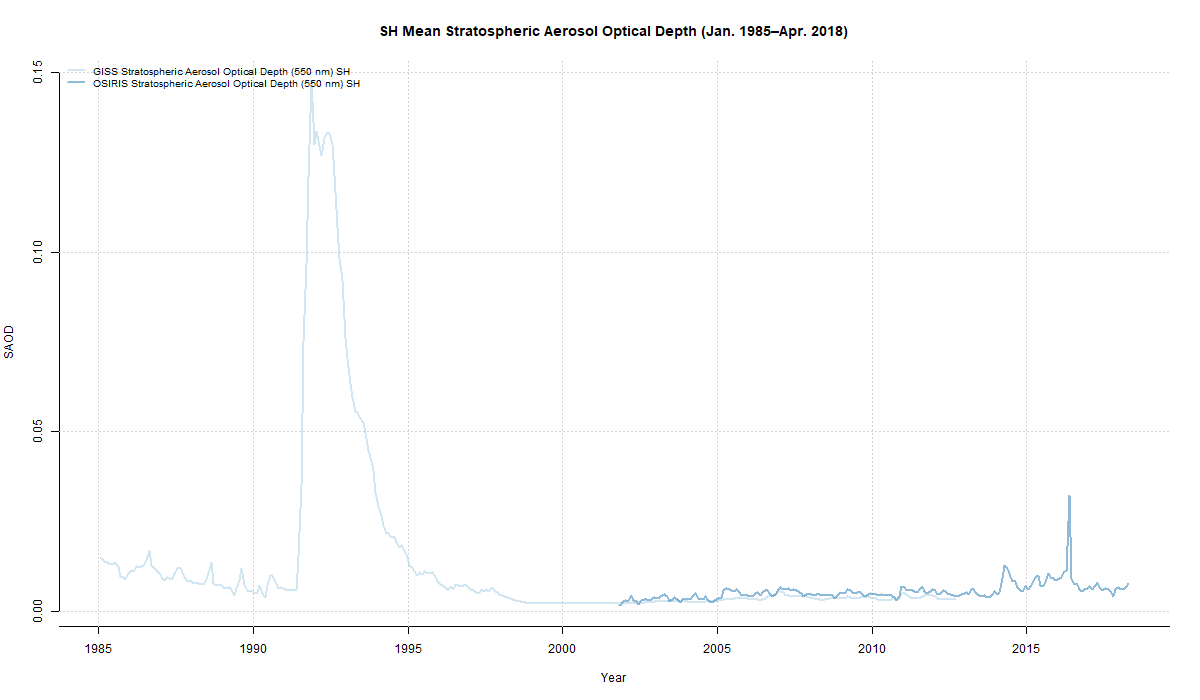 SH Mean Stratospheric Aerosol Optical Depth (Jan. 1985–Apr. 2018)
GISS Stratospheric Aerosol Optical Depth (550 nm) SH
OSIRIS Stratospheric Aerosol Optical Depth (550 nm) SH
0.15
0.10
0.05
0.00
SAOD
1985 1990 1995 2000 2005 2010 2015
Year